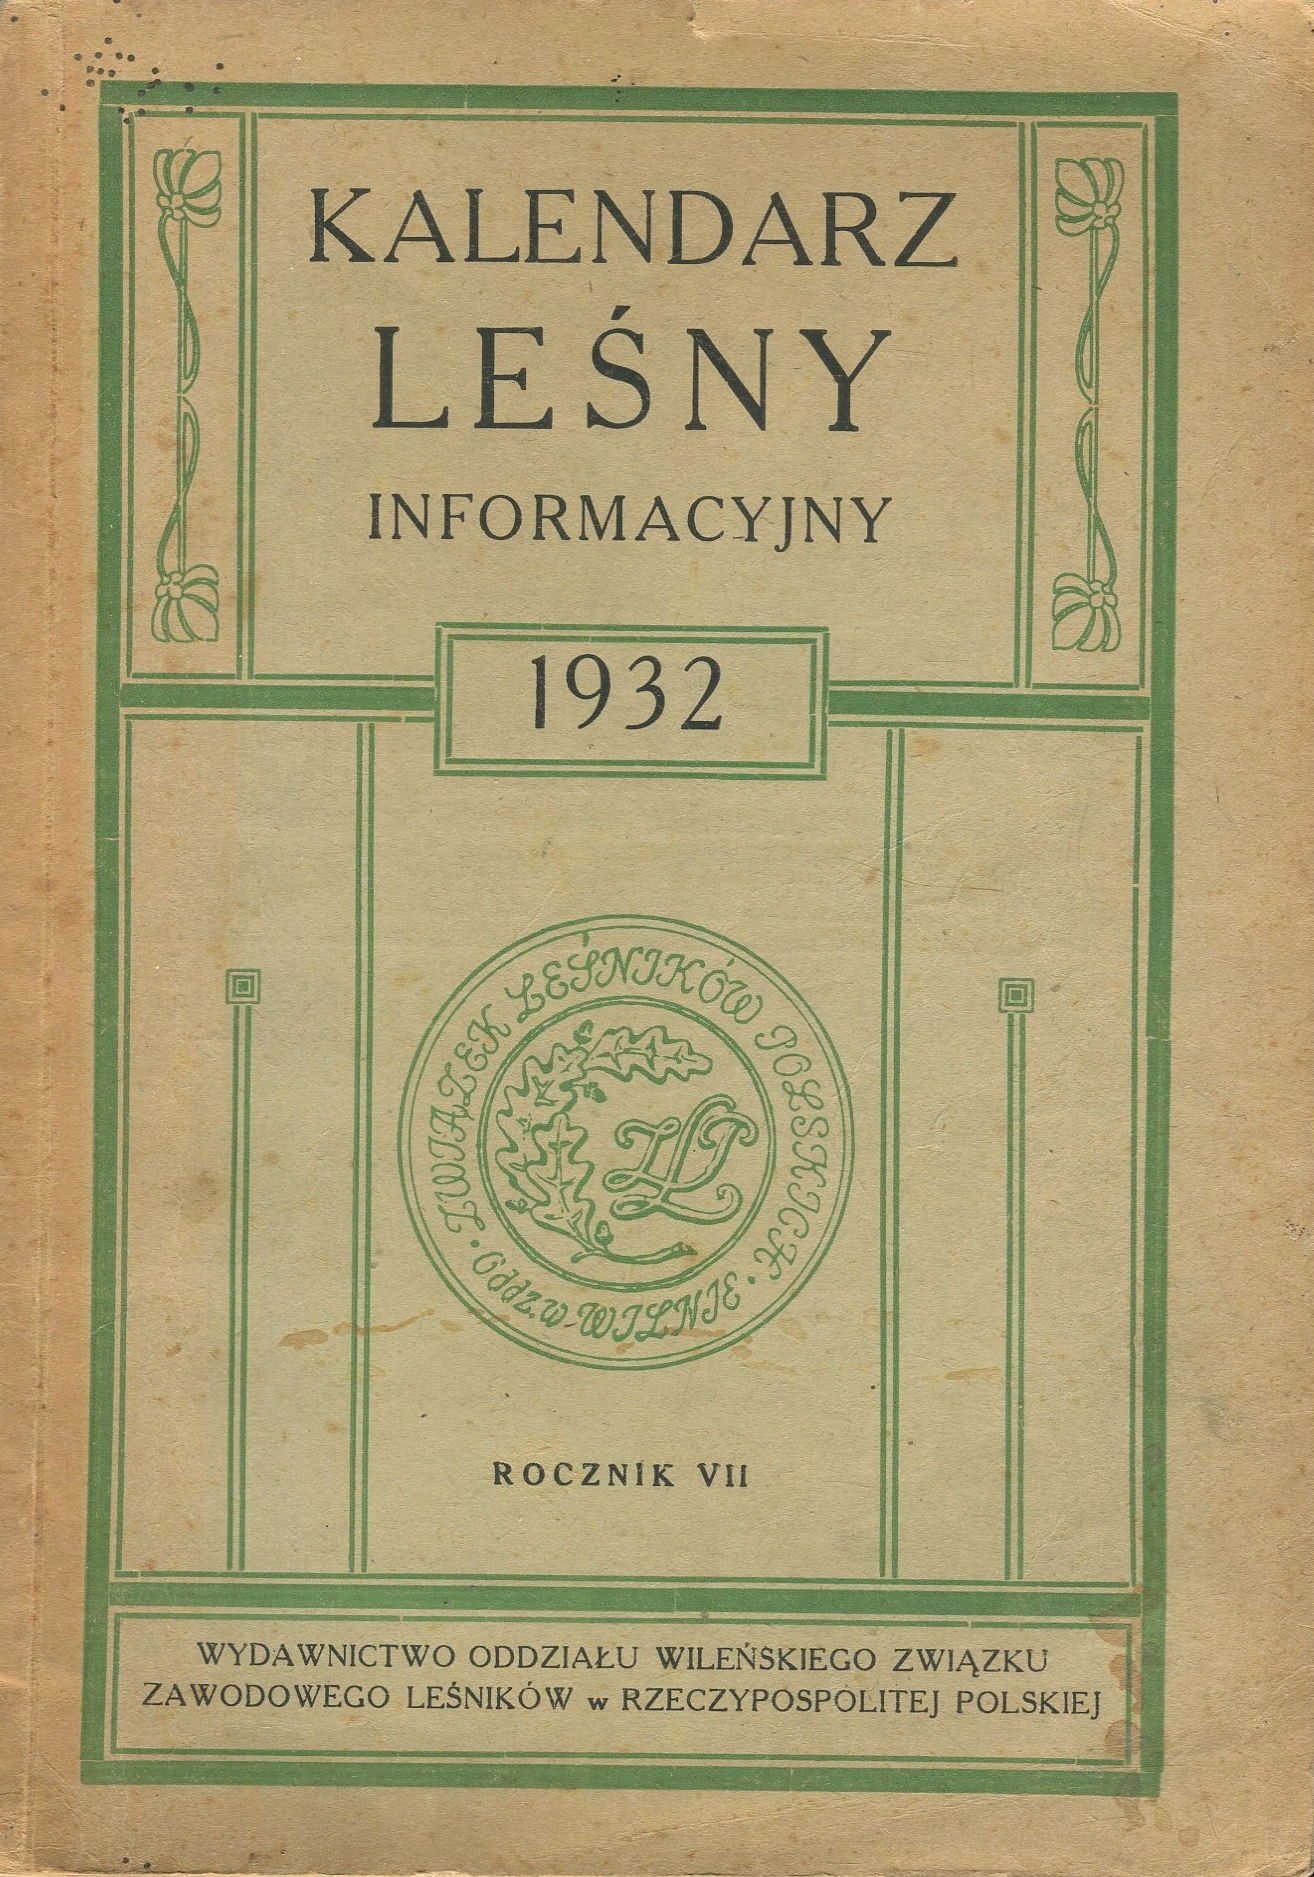 KALENDARZ
LEŚNY
INFORMACYJNY
1932
ZWIĄZEK LEŚNIKÓW POLSKICH
Oddz. w WILNIE
ZLP
ROCZNIK VII
WYDAWNICTWO ODDZIAŁU WILEŃSKIEGO ZWIĄZKU
ZAWODOWEGO LEŚNIKÓW w RZECZYPOSPOLITEJ POLSKIEJ